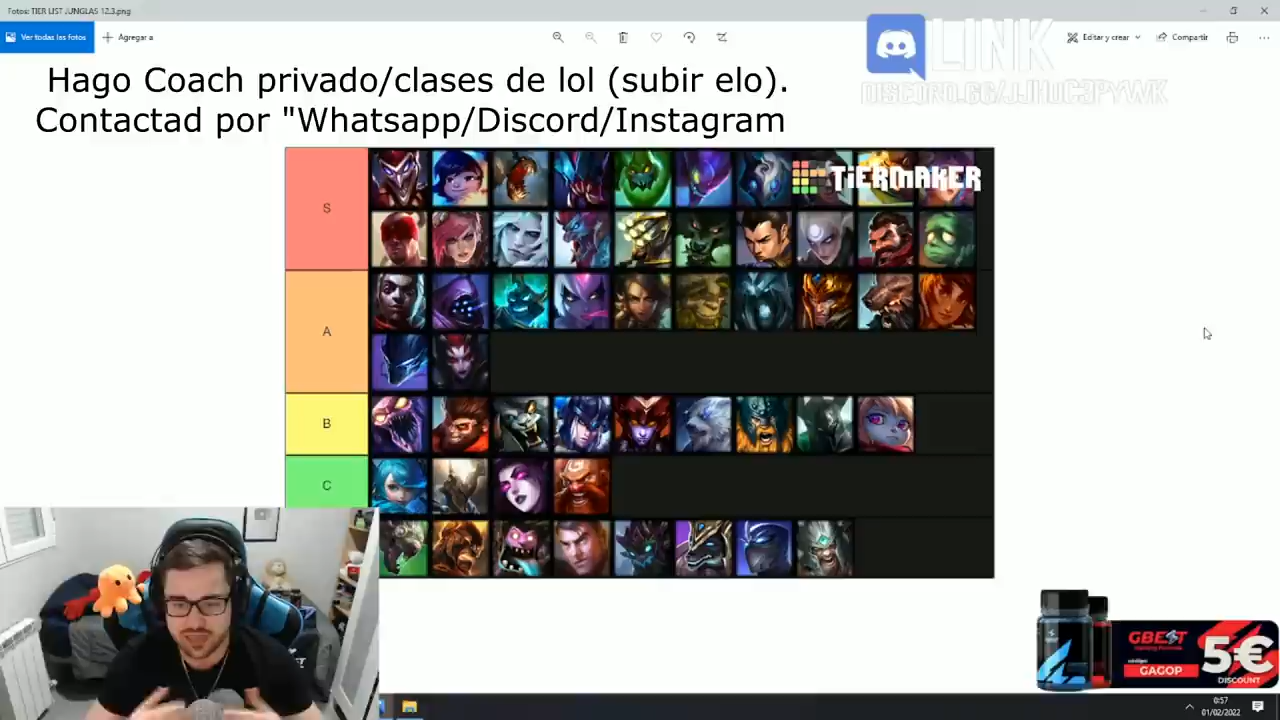 Fotos: TIER LIST JUNGLAS 12.3.png
Ver todas las fotos
Agregar a
Editar y crear
Compartir
LINK
Hago Coach privado/clases de lol (subir elo).
Contactad por "Whatsapp/Discord/Instagram
TiERMAKER
S
A
B
C
GBEST
código:
GAGOP
5€
DISCOUNT
0:57
01/02/2022